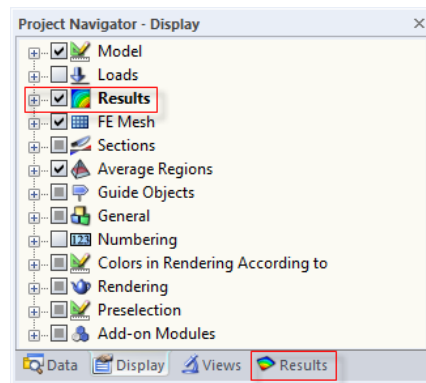 Project Navigator - Display
Model
Loads
Results
FE Mesh
Sections
Average Regions
Guide Objects
General
123 Numbering
Colors in Rendering According to
Rendering
Preselection
Add-on Modules
Data Display Views Results